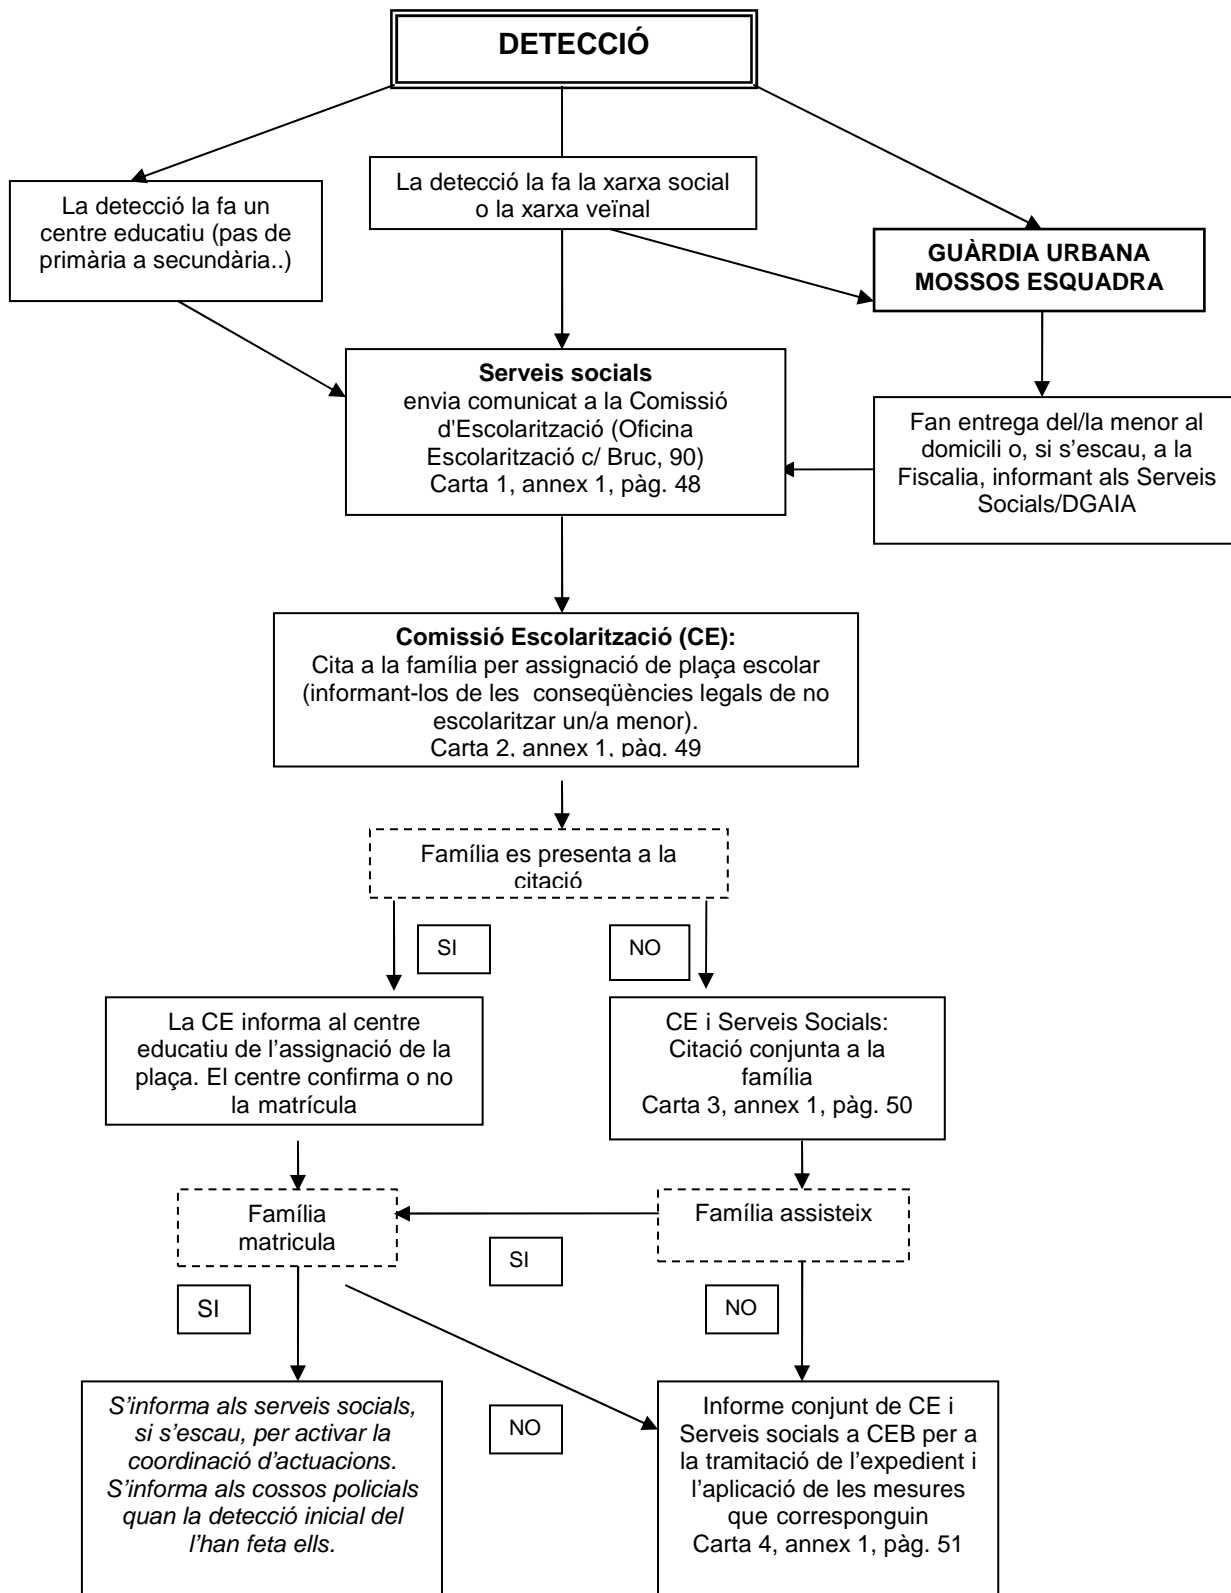 DETECCIÓ
La detecció la fa un
centre educatiu (pas de
primària a secundària..)
La detecció la fa la xarxa social
o la xarxa veïnal
GUÀRDIA URBANA
MOSSOS ESQUADRA
Serveis socials
envia comunicat a la Comissió
d'Escolarització (Oficina
Escolarització c/ Bruc, 90)
Carta 1, annex 1, pàg. 48
Fan entrega del/la menor al
domicili o, si s’escau, a la
Fiscalia, informant als Serveis
Socials/DGAIA
Comissió Escolarització (CE):
Cita a la família per assignació de plaça escolar
(informant-los de les conseqüències legals de no
escolaritzar un/a menor).
Carta 2, annex 1, pàg. 49
Família es presenta a la
citació
SI
NO
La CE informa al centre
educatiu de l’assignació de la
plaça. El centre confirma o no
la matrícula
CE i Serveis Socials:
Citació conjunta a la
família
Carta 3, annex 1, pàg. 50
Família
matricula
Família assisteix
SI
SI
NO
S’informa als serveis socials,
si s’escau, per activar la
coordinació d’actuacions.
S’informa als cossos policials
quan la detecció inicial del
l’han feta ells.
NO
Informe conjunt de CE i
Serveis socials a CEB per a
la tramitació de l’expedient i
l’aplicació de les mesures
que corresponguin
Carta 4, annex 1, pàg. 51